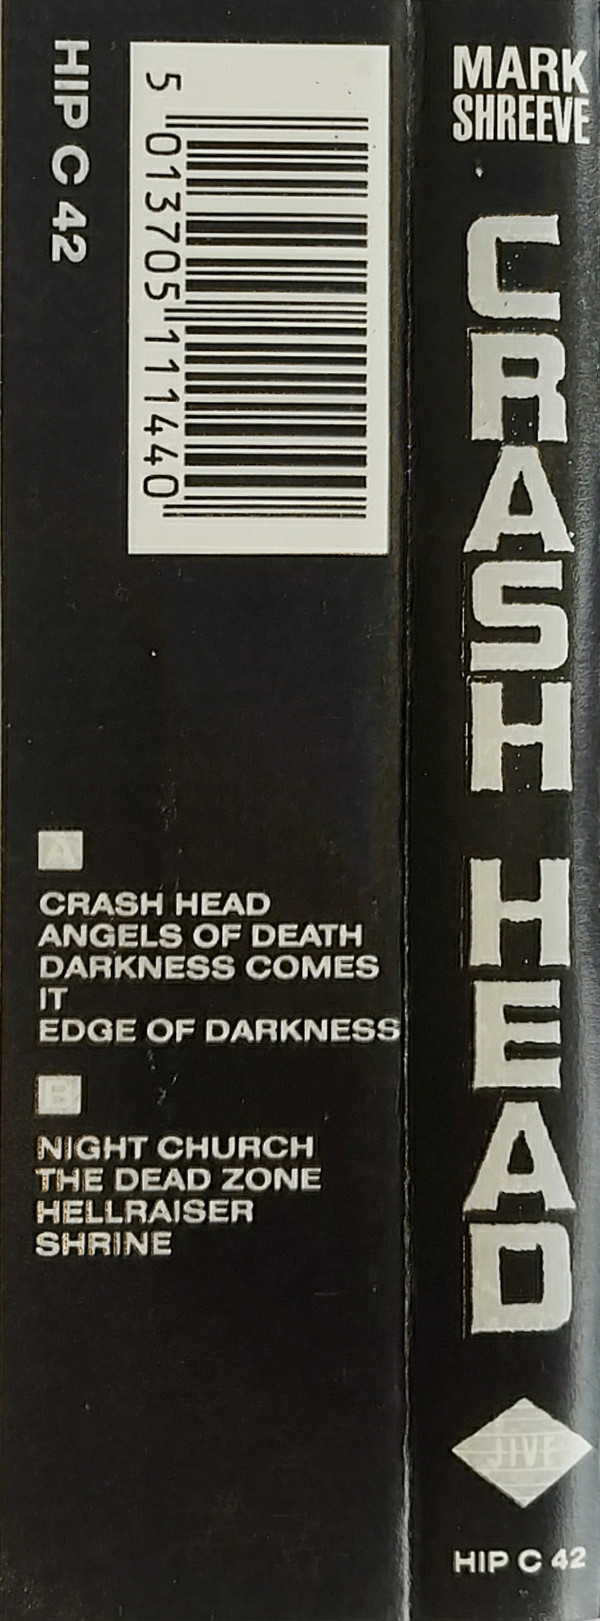 HIP C 42
5 013705 111440
A
CRASH HEAD
ANGELS OF DEATH
DARKNESS COMES
IT
EDGE OF DARKNESS
B
NIGHT CHURCH
THE DEAD ZONE
HELLRAISER
SHRINE
MARK
SHREEVE
CRASH HEAD
JIVE
HIP C 42